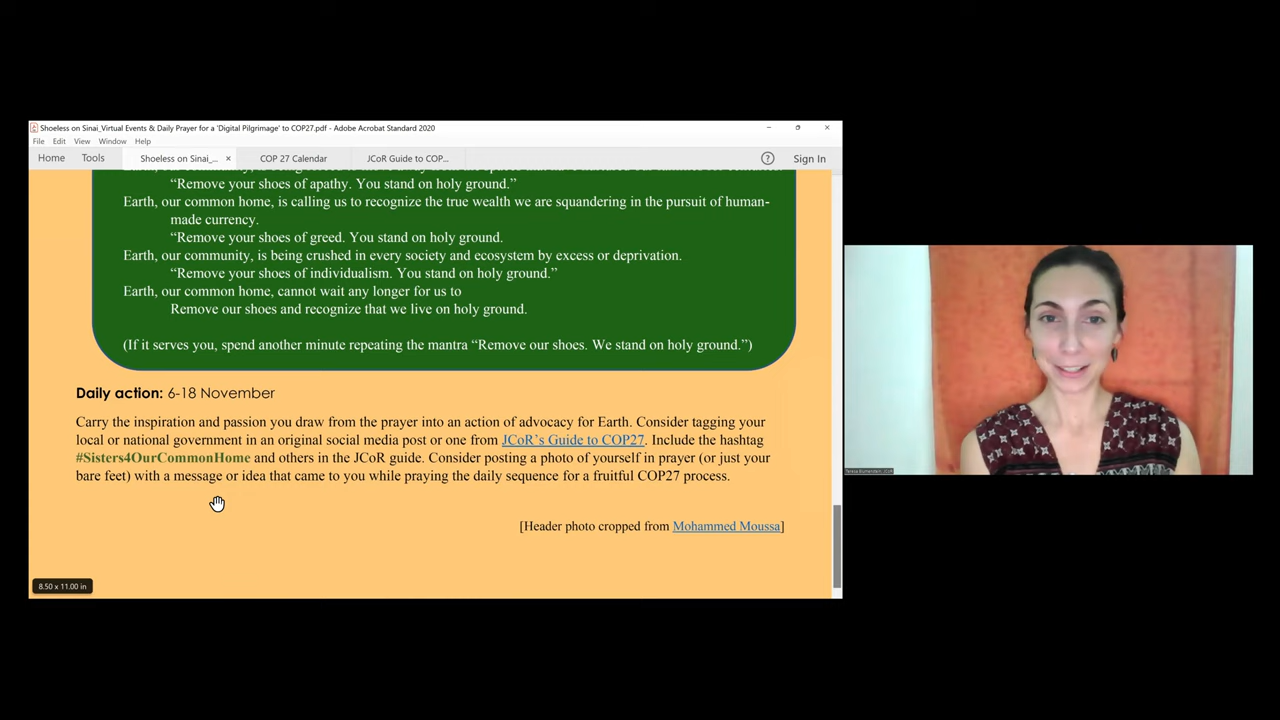 Shoeless on Sinai_Virtual Events & Daily Prayer for a 'Digital Pilgrimage' to COP27.pdf - Adobe Acrobat Standard 2020
File Edit View Window Help
Home Tools Shoeless on Sinai_... × COP 27 Calendar JCoR Guide to COP... ? Sign In
“Remove your shoes of apathy. You stand on holy ground.”
Earth, our common home, is calling us to recognize the true wealth we are squandering in the pursuit of human-
made currency.
“Remove your shoes of greed. You stand on holy ground.
Earth, our community, is being crushed in every society and ecosystem by excess or deprivation.
“Remove your shoes of individualism. You stand on holy ground.”
Earth, our common home, cannot wait any longer for us to
Remove our shoes and recognize that we live on holy ground.
(If it serves you, spend another minute repeating the mantra “Remove our shoes. We stand on holy ground.”)
Daily action: 6-18 November
Carry the inspiration and passion you draw from the prayer into an action of advocacy for Earth. Consider tagging your
local or national government in an original social media post or one from JCoR’s Guide to COP27. Include the hashtag
#Sisters4OurCommonHome and others in the JCoR guide. Consider posting a photo of yourself in prayer (or just your
bare feet) with a message or idea that came to you while praying the daily sequence for a fruitful COP27 process.
[Header photo cropped from Mohammed Moussa]
8.50 x 11.00 in